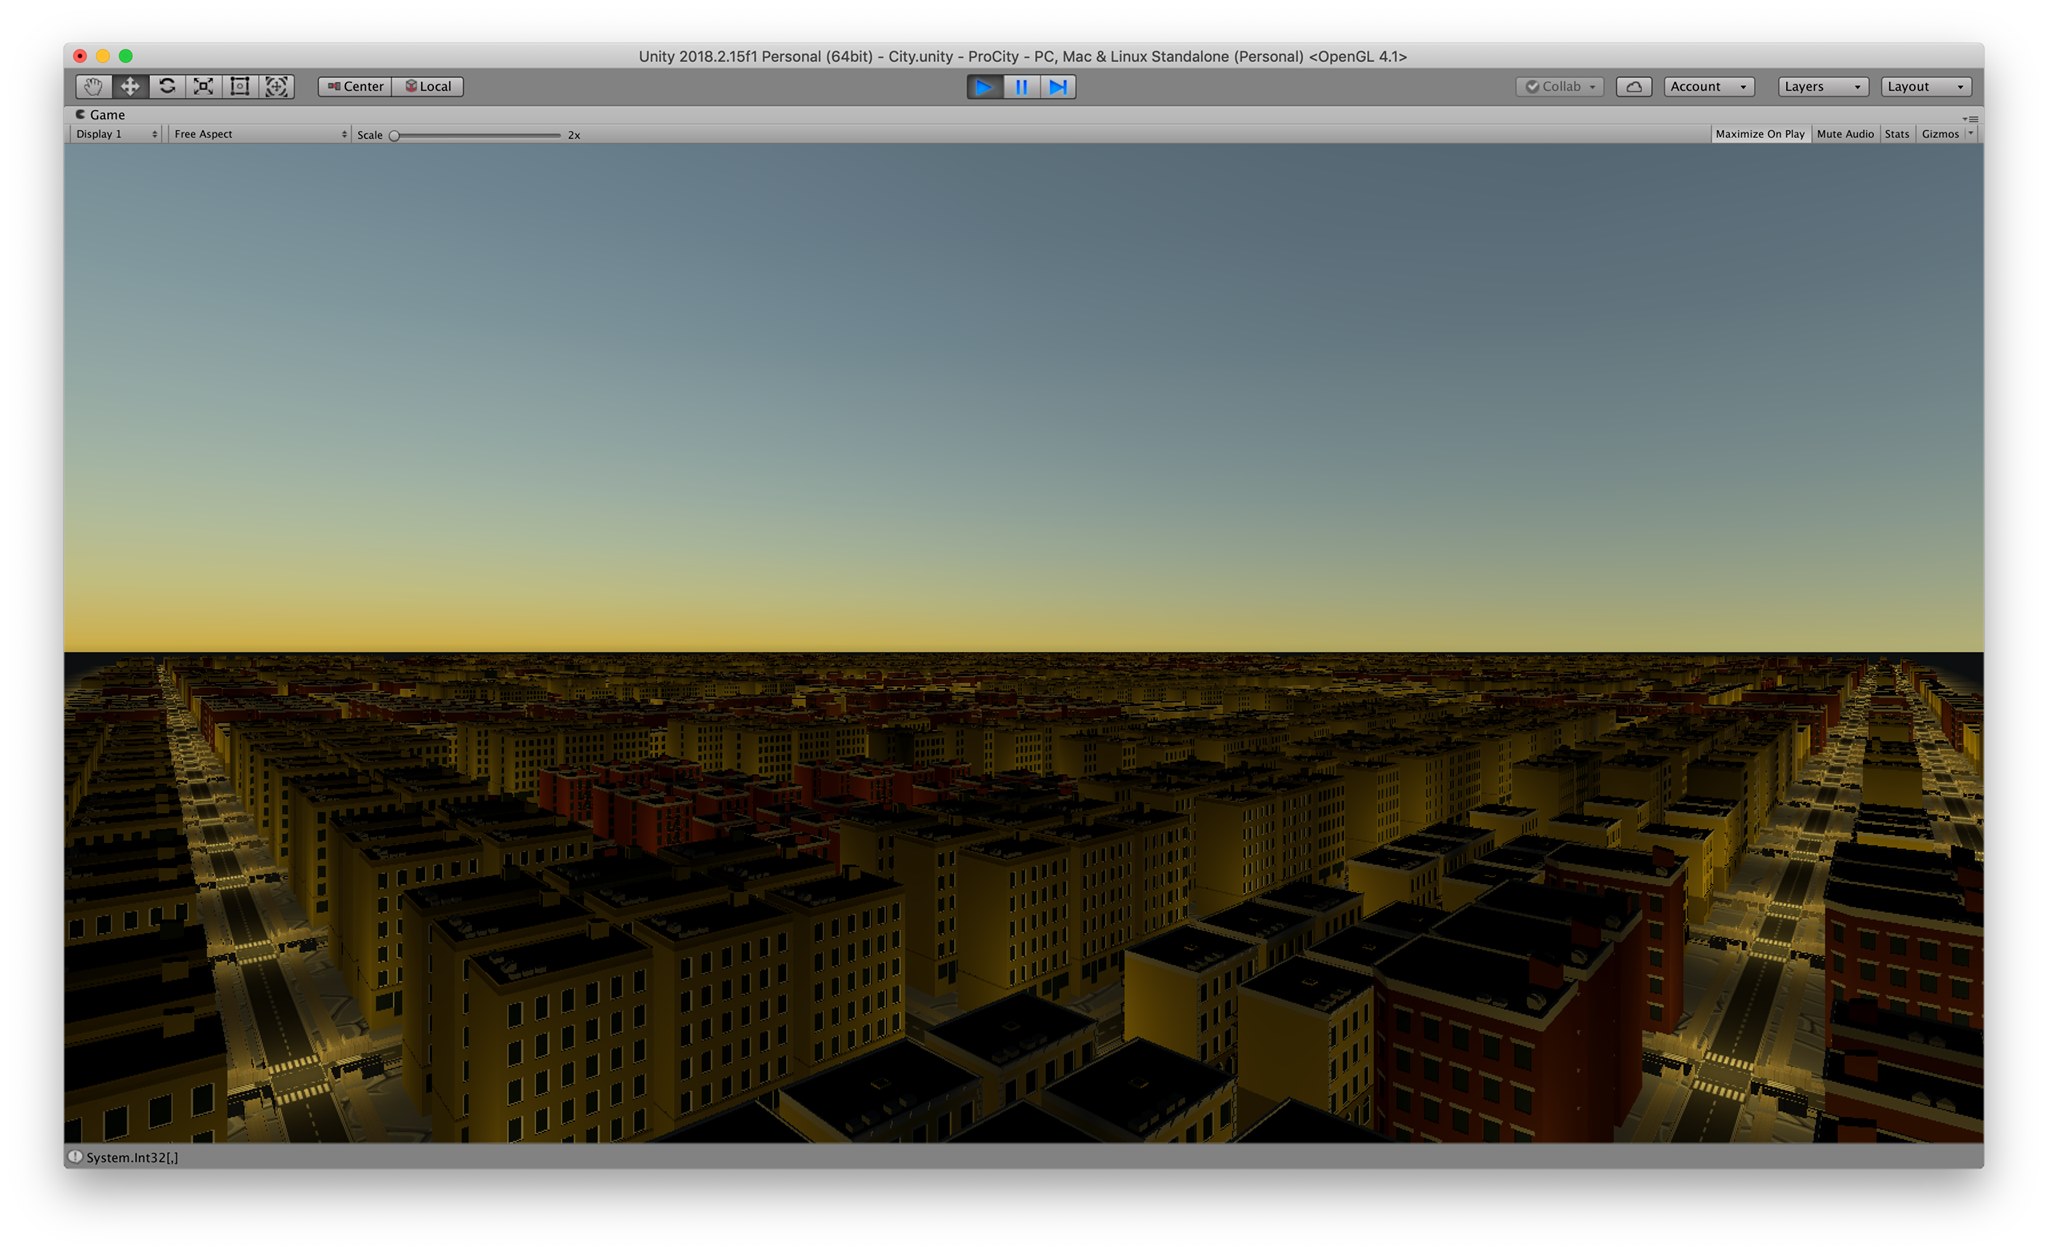 Unity 2018.2.15f1 Personal (64bit) - City.unity - ProCity - PC, Mac & Linux Standalone (Personal) <OpenGL 4.1>
Center Local Collab Account Layers Layout
Game
Display 1 Free Aspect Scale 2x Maximize On Play Mute Audio Stats Gizmos
System.Int32[,]